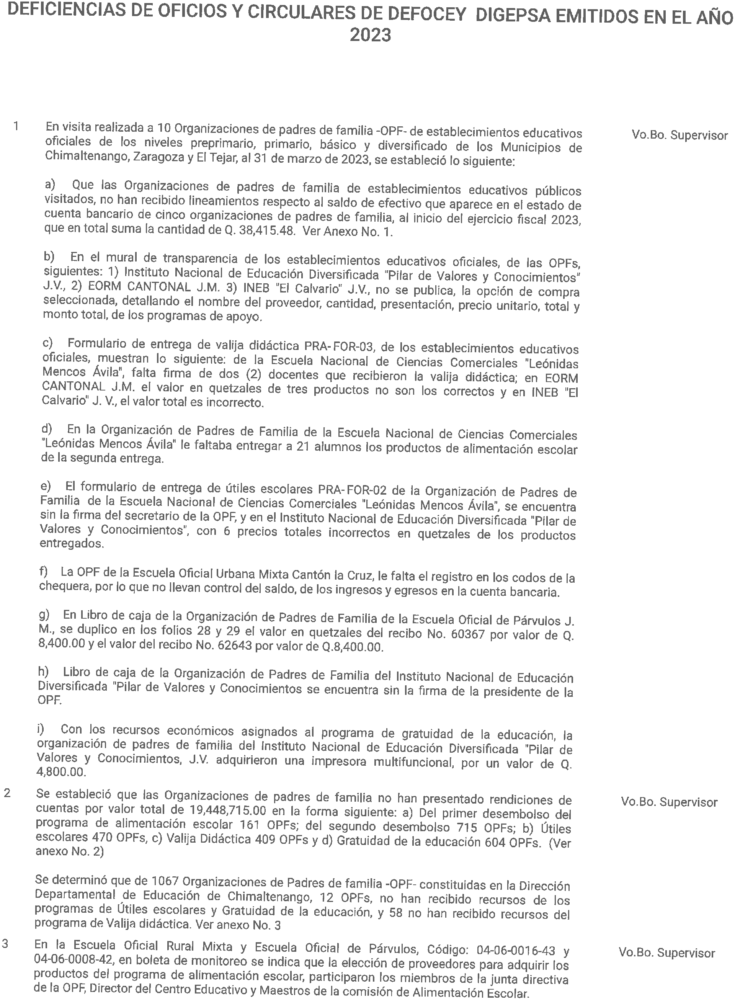 DEFICIENCIAS DE OFICIOS Y CIRCULARES DE DEFOCEY DIGEPSA EMITIDOS EN EL AÑO
2023
1 En visita realizada a 10 Organizaciones de padres de familia -OPF- de establecimientos educativos Vo.Bo. Supervisor
oficiales de los niveles preprimario, primario, básico y diversificado de los Municipios de
Chimaltenango, Zaragoza y El Tejar, al 31 de marzo de 2023, se estableció lo siguiente:
a) Que las Organizaciones de padres de familia de establecimientos educativos públicos
visitados, no han recibido lineamientos respecto al saldo de efectivo que aparece en el estado de
cuenta bancario de cinco organizaciones de padres de familia, al inicio del ejercicio fiscal 2023,
que en total suma la cantidad de Q. 38,415.48. Ver Anexo No. 1.
b) En el mural de transparencia de los establecimientos educativos oficiales, de las OPFs,
siguientes: 1) Instituto Nacional de Educación Diversificada "Pilar de Valores y Conocimientos"
J.V., 2) EORM CANTONAL J.M. 3) INEB "El Calvario" J.V., no se publica, la opción de compra
seleccionada, detallando el nombre del proveedor, cantidad, presentación, precio unitario, total y
monto total, de los programas de apoyo.
c) Formulario de entrega de valija didáctica PRA-FOR-03, de los establecimientos educativos
oficiales, muestran lo siguiente: de la Escuela Nacional de Ciencias Comerciales "Leónidas
Mencos Ávila", falta firma de dos (2) docentes que recibieron la valija didáctica; en EORM
CANTONAL J.M. el valor en quetzales de tres productos no son los correctos y en INEB "El
Calvario" J. V., el valor total es incorrecto.
d) En la Organización de Padres de Familia de la Escuela Nacional de Ciencias Comerciales
"Leónidas Mencos Ávila" le faltaba entregar a 21 alumnos los productos de alimentación escolar
de la segunda entrega.
e) El formulario de entrega de útiles escolares PRA-FOR-02 de la Organización de Padres de
Familia de la Escuela Nacional de Ciencias Comerciales "Leónidas Mencos Ávila", se encuentra
sin la firma del secretario de la OPF, y en el Instituto Nacional de Educación Diversificada "Pilar de
Valores y Conocimientos", con 6 precios totales incorrectos en quetzales de los productos
entregados.
f) La OPF de la Escuela Oficial Urbana Mixta Cantón la Cruz, le falta el registro en los codos de la
chequera, por lo que no llevan control del saldo, de los ingresos y egresos en la cuenta bancaria.
g) En Libro de caja de la Organización de Padres de Familia de la Escuela Oficial de Párvulos J.
M., se duplico en los folios 28 y 29 el valor en quetzales del recibo No. 60367 por valor de Q.
8,400.00 y el valor del recibo No. 62643 por valor de Q.8,400.00.
h) Libro de caja de la Organización de Padres de Familia del Instituto Nacional de Educación
Diversificada "Pilar de Valores y Conocimientos se encuentra sin la firma de la presidente de la
OPF.
i) Con los recursos económicos asignados al programa de gratuidad de la educación, la
organización de padres de familia del Instituto Nacional de Educación Diversificada "Pilar de
Valores y Conocimientos, J.V. adquirieron una impresora multifuncional, por un valor de Q.
4,800.00.
2 Se estableció que las Organizaciones de padres de familia no han presentado rendiciones de Vo.Bo. Supervisor
cuentas por valor total de 19,448,715.00 en la forma siguiente: a) Del primer desembolso del
programa de alimentación escolar 161 OPFs; del segundo desembolso 715 OPFs; b) Útiles
escolares 470 OPFs, c) Valija Didáctica 409 OPFs y d) Gratuidad de la educación 604 OPFs. (Ver
anexo No. 2)
Se determinó que de 1067 Organizaciones de Padres de familia -OPF- constituidas en la Dirección
Departamental de Educación de Chimaltenango, 12 OPFs, no han recibido recursos de los
programas de Útiles escolares y Gratuidad de la educación, y 58 no han recibido recursos del
programa de Valija didáctica. Ver anexo No. 3
3 En la Escuela Oficial Rural Mixta y Escuela Oficial de Párvulos, Código: 04-06-0016-43 y Vo.Bo. Supervisor
04-06-0008-42, en boleta de monitoreo se indica que la elección de proveedores para adquirir los
productos del programa de alimentación escolar, participaron los miembros de la junta directiva
de la OPF, Director del Centro Educativo y Maestros de la comisión de Alimentación Escolar.